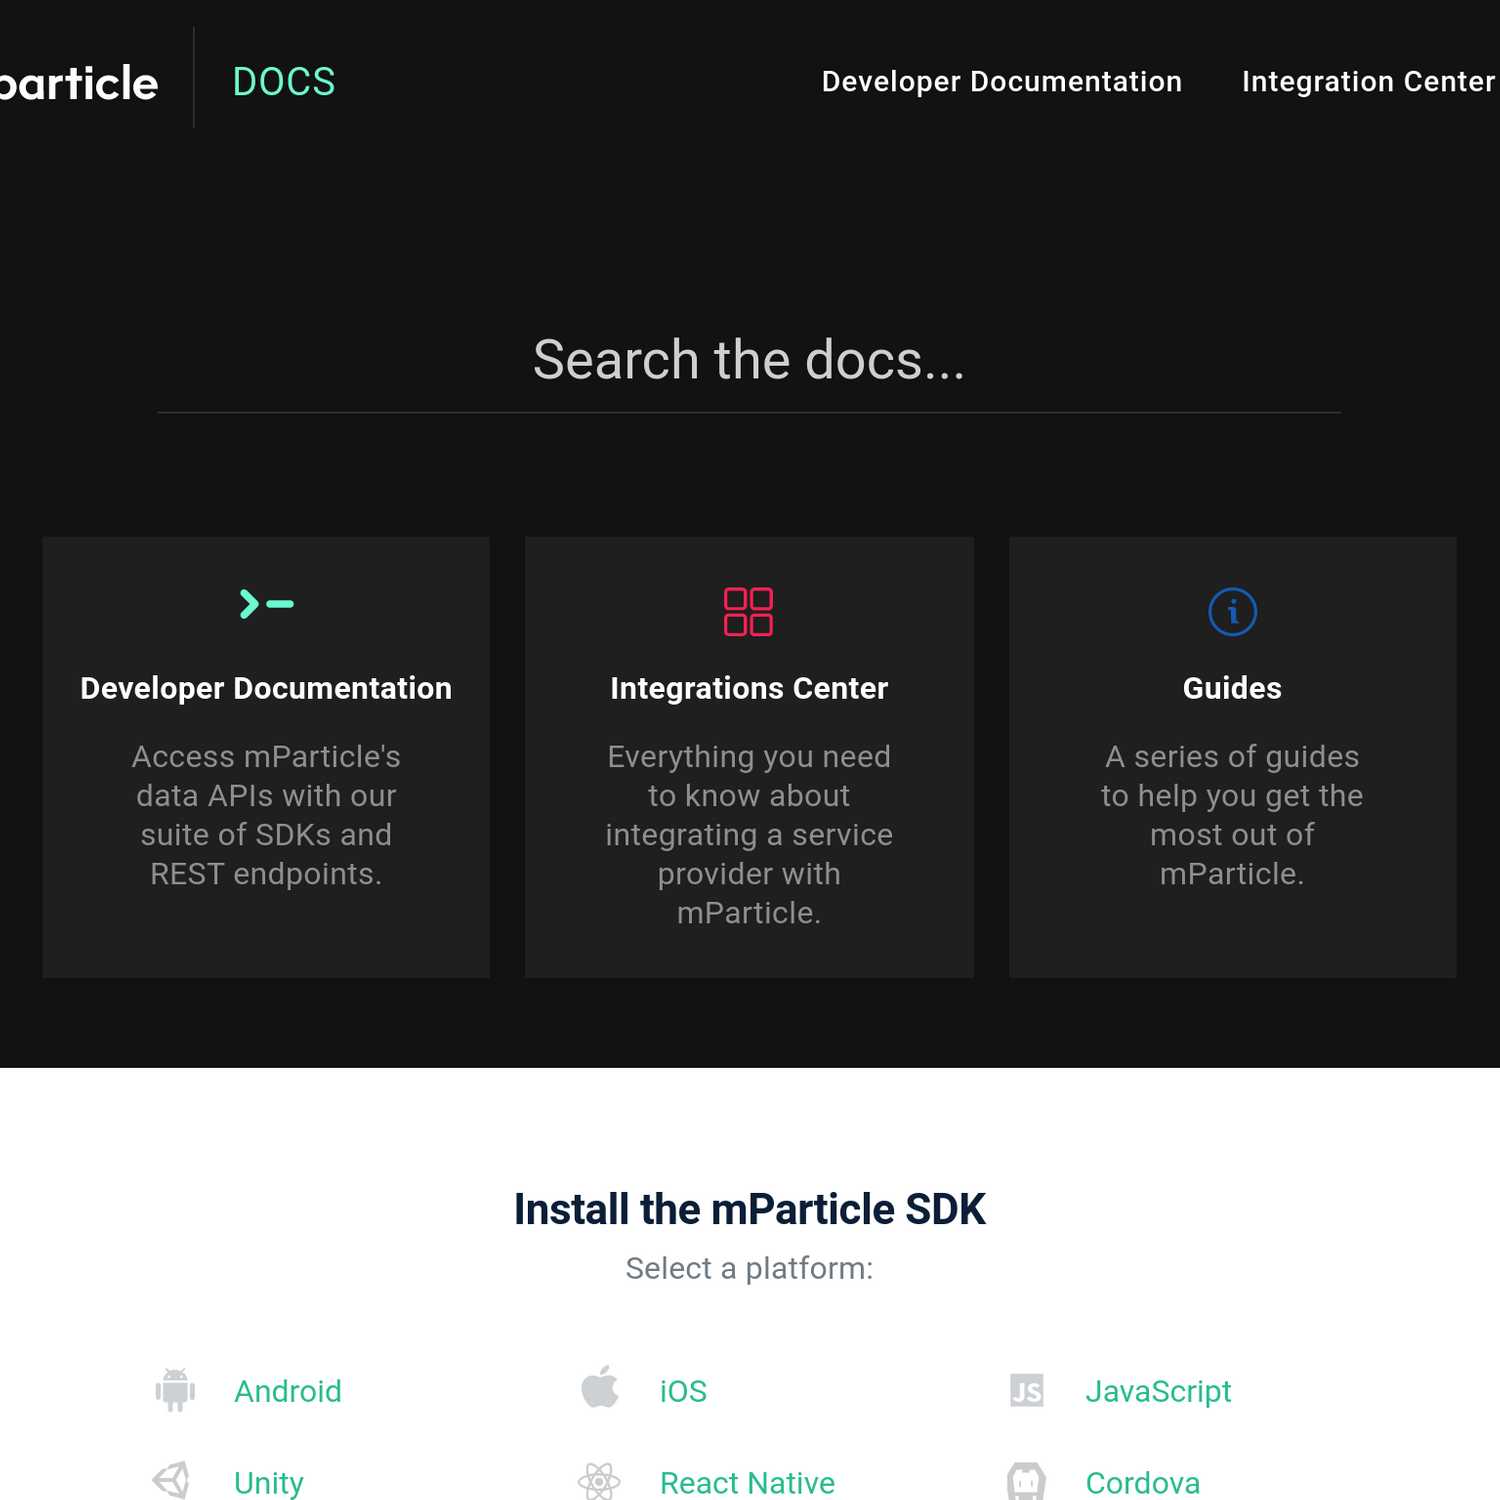 particle
DOCS
Developer Documentation
Integration Center
Search the docs...
Developer Documentation
Access mParticle's
data APIs with our
suite of SDKs and
REST endpoints.
Integrations Center
Everything you need
to know about
integrating a service
provider with
mParticle.
Guides
A series of guides
to help you get the
most out of
mParticle.
Install the mParticle SDK
Select a platform:
Android
iOS
JS
JavaScript
Unity
React Native
Cordova